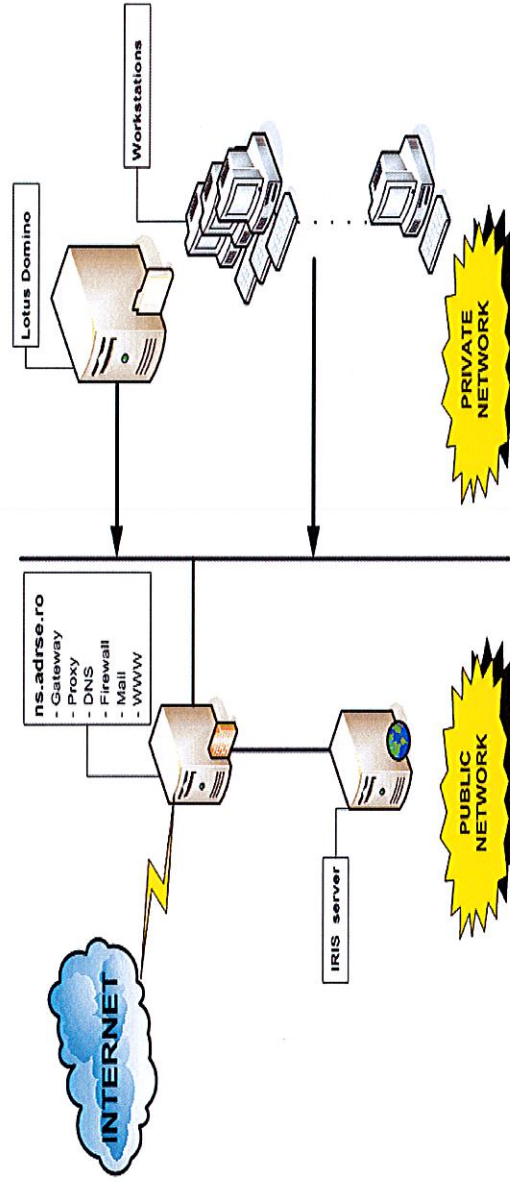 INTERNET
ns.adrse.ro
- Gateway
- Proxy
- DNS
- Firewall
- Mail
- WWW
IRIS server
PUBLIC
NETWORK
Lotus Domino
Workstations
PRIVATE
NETWORK